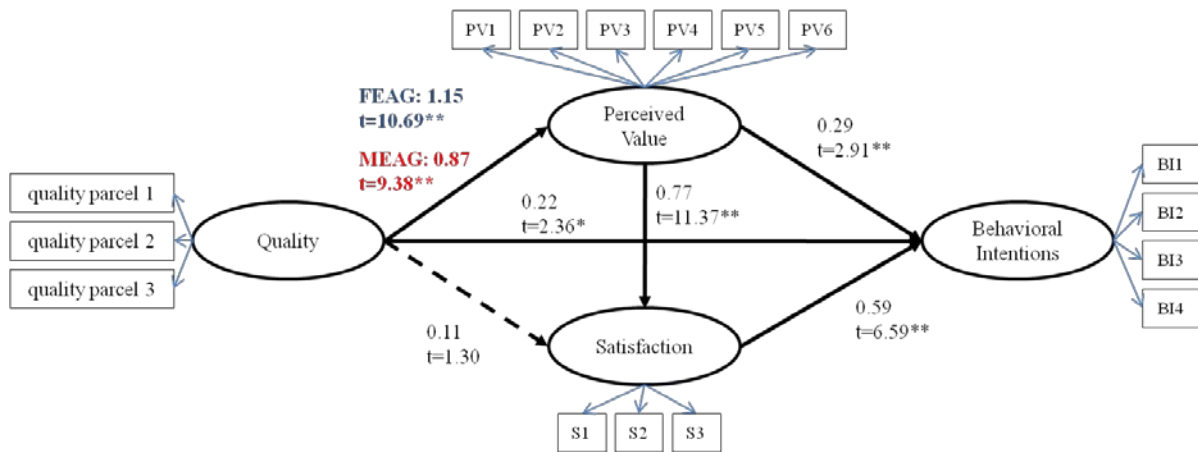 PV1 PV2 PV3 PV4 PV5 PV6
FEAG: 1.15
t=10.69**
MEAG: 0.87
t=9.38**
Perceived
Value
0.29
t=2.91**
quality parcel 1
quality parcel 2
quality parcel 3
Quality
0.22
t=2.36*
0.77
t=11.37**
Behavioral
Intentions
BI1
BI2
BI3
BI4
0.11
t=1.30
Satisfaction
0.59
t=6.59**
S1 S2 S3